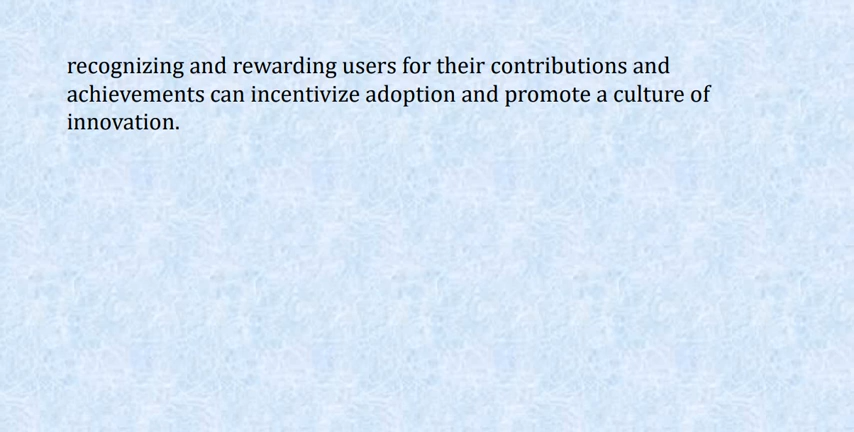 recognizing and rewarding users for their contributions and
achievements can incentivize adoption and promote a culture of
innovation.